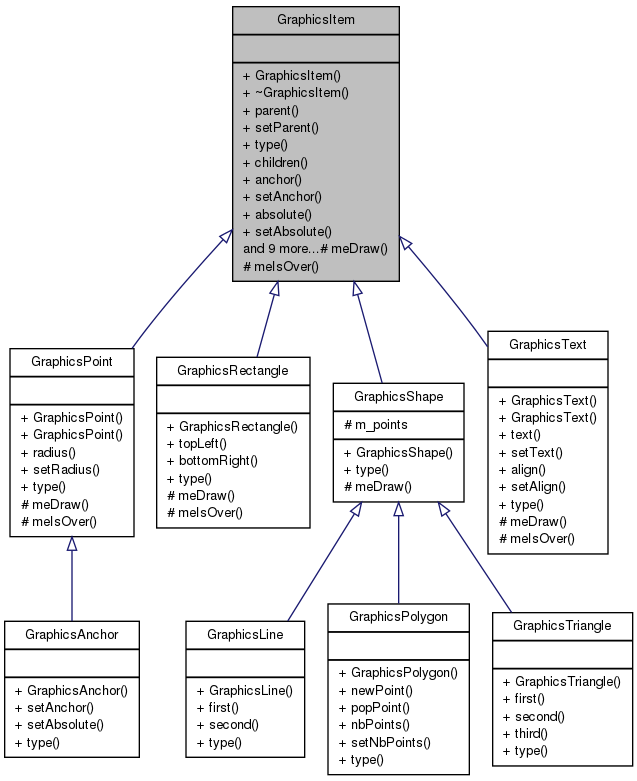 GraphicsItem
+ GraphicsItem()
+ ~GraphicsItem()
+ parent()
+ setParent()
+ type()
+ children()
+ anchor()
+ setAnchor()
+ absolute()
+ setAbsolute()
and 9 more...# meDraw()
# meIsOver()
GraphicsPoint
+ GraphicsPoint()
+ GraphicsPoint()
+ radius()
+ setRadius()
+ type()
# meDraw()
# meIsOver()
GraphicsRectangle
+ GraphicsRectangle()
+ topLeft()
+ bottomRight()
+ type()
# meDraw()
# meIsOver()
GraphicsShape
# m_points
+ GraphicsShape()
+ type()
# meDraw()
GraphicsText
+ GraphicsText()
+ GraphicsText()
+ text()
+ setText()
+ align()
+ setAlign()
+ type()
# meDraw()
# meIsOver()
GraphicsAnchor
+ GraphicsAnchor()
+ setAnchor()
+ setAbsolute()
+ type()
GraphicsLine
+ GraphicsLine()
+ first()
+ second()
+ type()
GraphicsPolygon
+ GraphicsPolygon()
+ newPoint()
+ popPoint()
+ nbPoints()
+ setNbPoints()
+ type()
GraphicsTriangle
+ GraphicsTriangle()
+ first()
+ second()
+ third()
+ type()